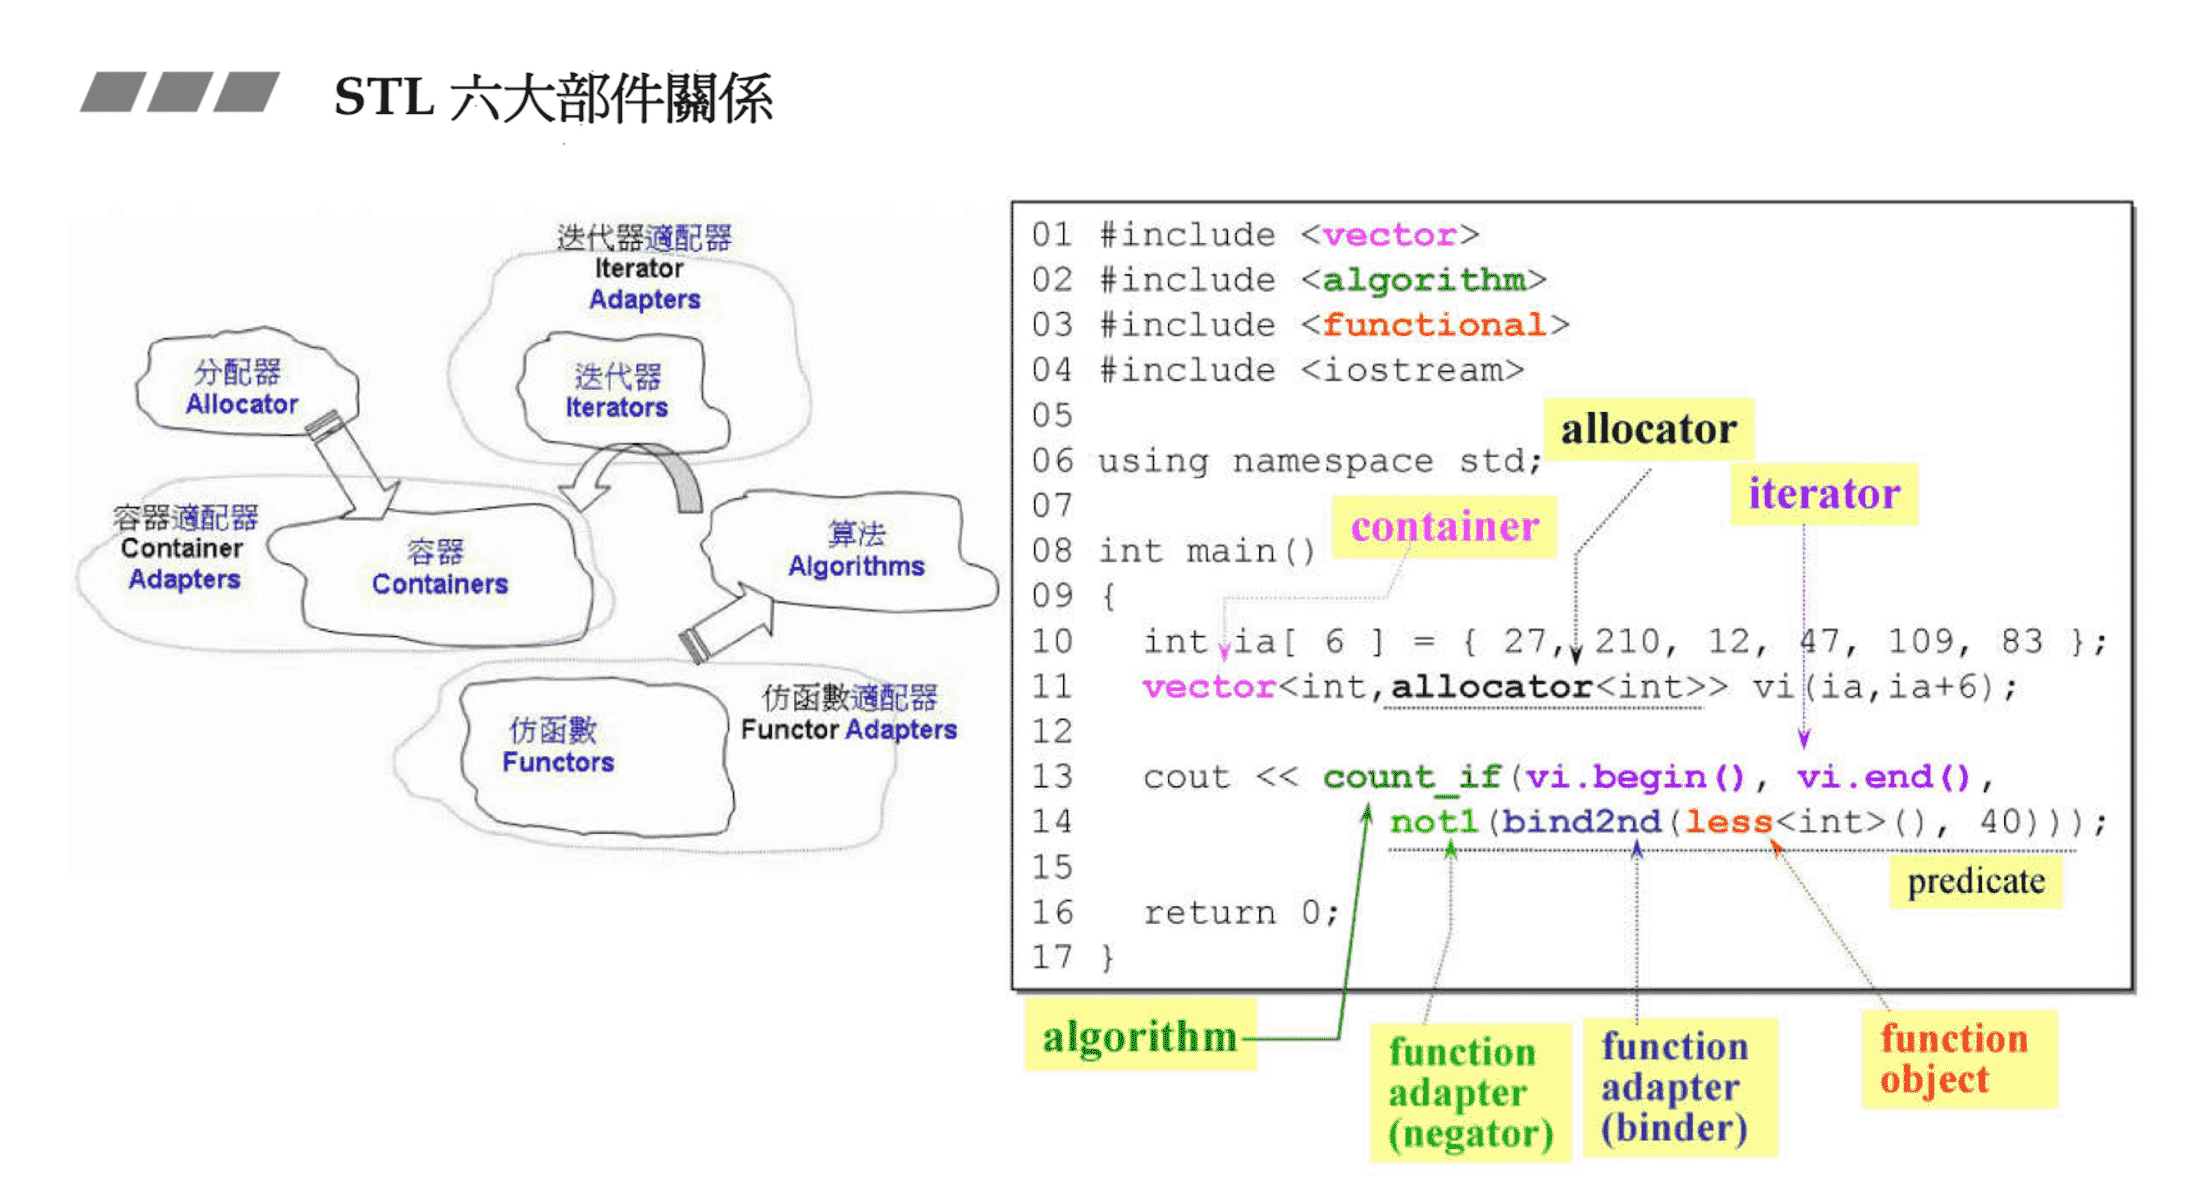 STL 六大部件關係
迭代器適配器
Iterator
Adapters
分配器
Allocator
迭代器
Iterators
容器適配器
Container
Adapters
容器
Containers
算法
Algorithms
仿函數
Functors
仿函數適配器
Functor Adapters
01 #include <vector>
02 #include <algorithm>
03 #include <functional>
04 #include <iostream>
05
allocator
06 using namespace std;
iterator
07
container
08 int main()
09 {
10 int ia[ 6 ] = { 27, 210, 12, 47, 109, 83 };
11 vector<int,allocator<int>> vi(ia,ia+6);
12
13 cout << count_if(vi.begin(), vi.end(),
14 not1(bind2nd(less<int>(), 40)));
15
predicate
16 return 0;
17 }
algorithm
function
adapter
(negator)
function
adapter
(binder)
function
object